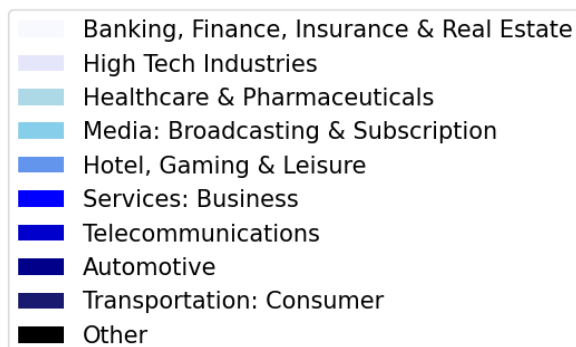 Banking, Finance, Insurance & Real Estate
High Tech Industries
Healthcare & Pharmaceuticals
Media: Broadcasting & Subscription
Hotel, Gaming & Leisure
Services: Business
Telecommunications
Automotive
Transportation: Consumer
Other